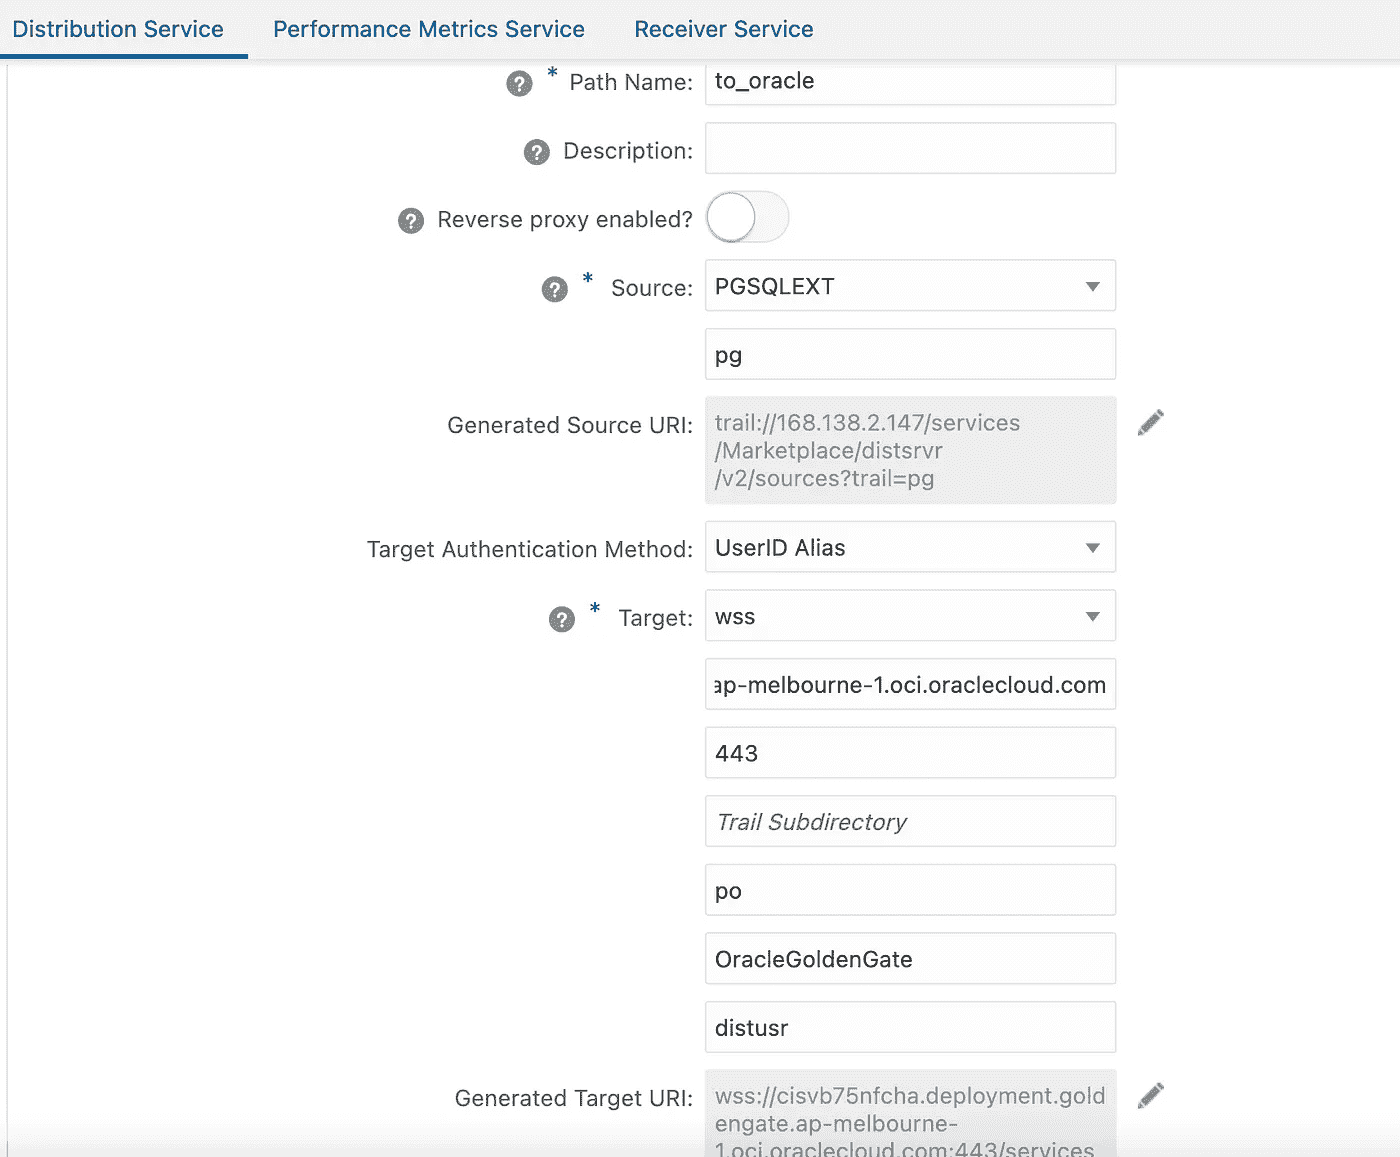 Distribution Service Performance Metrics Service Receiver Service
* Path Name: to_oracle
Description:
Reverse proxy enabled?
* Source: PGSQLEXT
pg
Generated Source URI: trail://168.138.2.147/services
/Marketplace/distsrvr
/v2/sources?trail=pg
Target Authentication Method: UserID Alias
* Target: wss
ap-melbourne-1.oci.oraclecloud.com
443
Trail Subdirectory
po
OracleGoldenGate
distusr
Generated Target URI: wss://cisvb75nfcha.deployment.gold
engate.ap-melbourne-
1.oci.oraclecloud.com:443/services